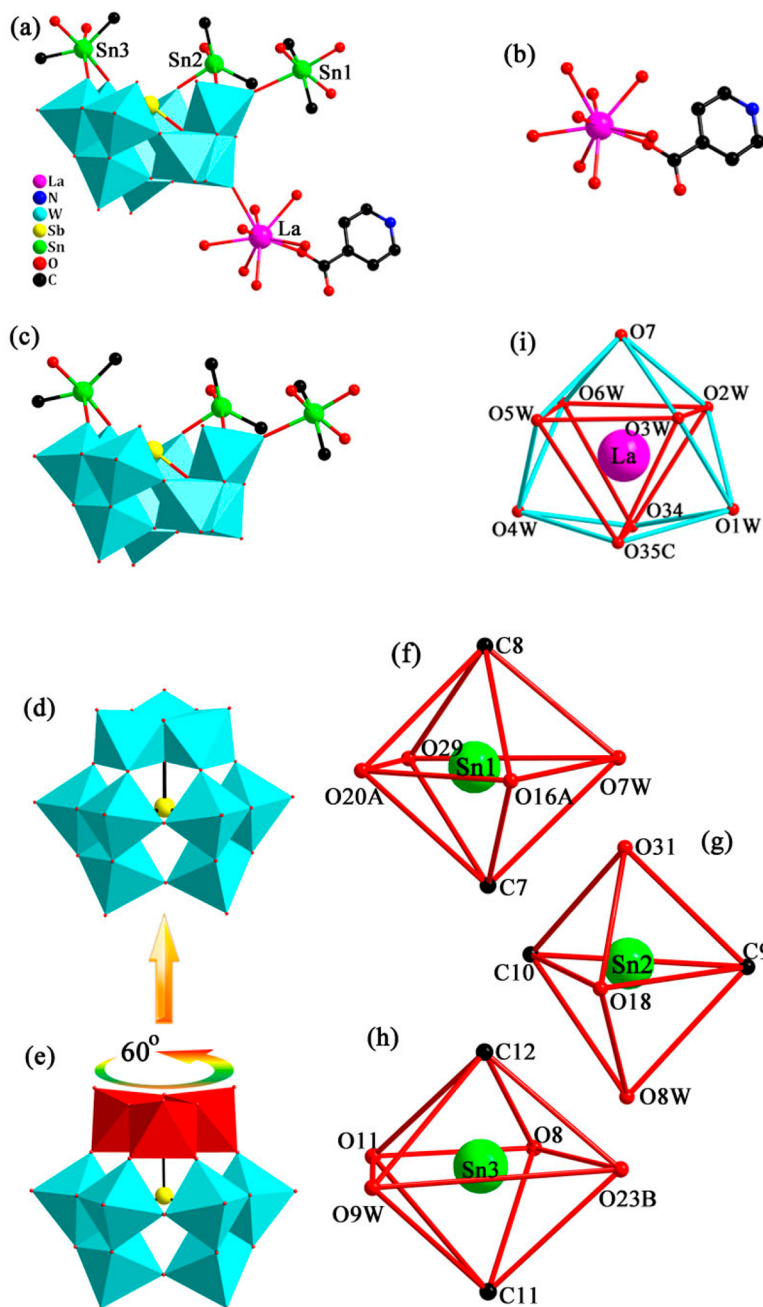 (a)
Sn3
Sn2
Sn1
(b)
La
N
W
Sb
Sn
O
C
La
(c)
(i)
O7
O6W
O2W
O5W
O3W
La
O34
O4W
O1W
O35C
(d)
(f)
C8
O29
Sn1
O7W
O20A
O16A
C7
(g)
O31
C10
Sn2
C9
O18
O8W
(e)
60°
(h)
C12
O11
O8
Sn3
O9W
O23B
C11